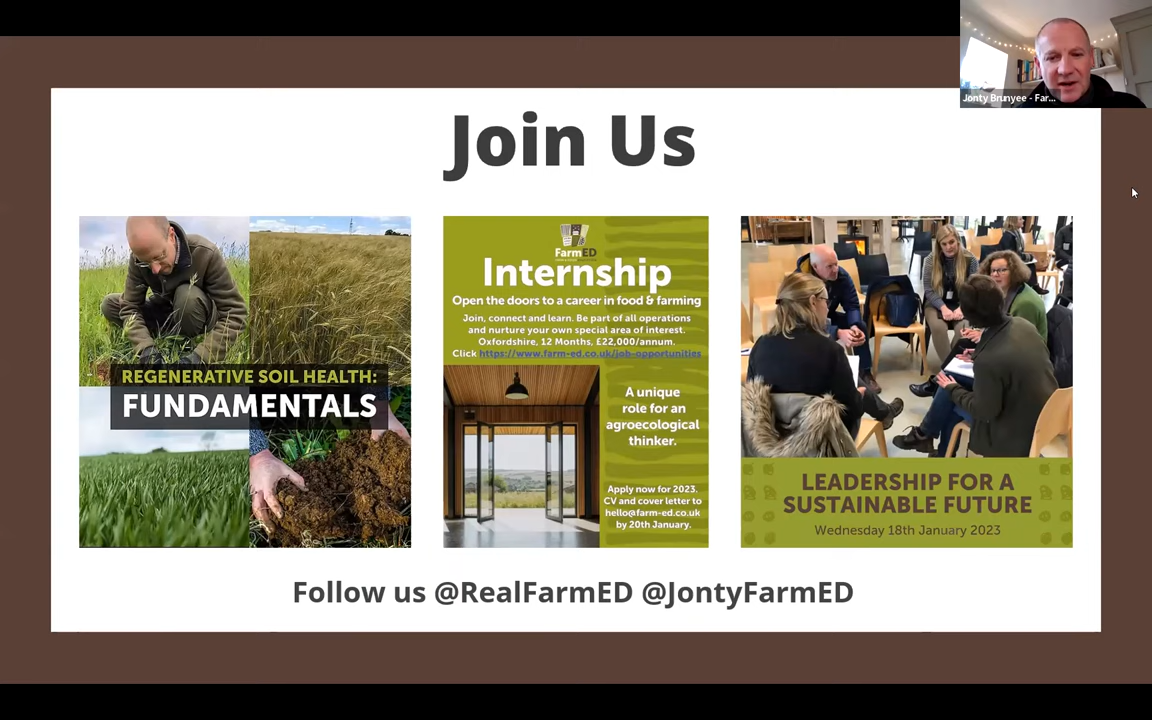 Jonty Brunyee - Far...
Join Us
REGENERATIVE SOIL HEALTH:
FUNDAMENTALS
FarmED
Internship
Open the doors to a career in food & farming
Join, connect and learn. Be part of all operations
and nurture your own special area of interest.
Oxfordshire, 12 Months, £22,000/annum.
Click https://www.farm-ed.co.uk/job-opportunities
A unique
role for an
agroecological
thinker.
Apply now for 2023.
CV and cover letter to
hello@farm-ed.co.uk
by 20th January.
LEADERSHIP FOR A
SUSTAINABLE FUTURE
Wednesday 18th January 2023
Follow us @RealFarmED @JontyFarmED